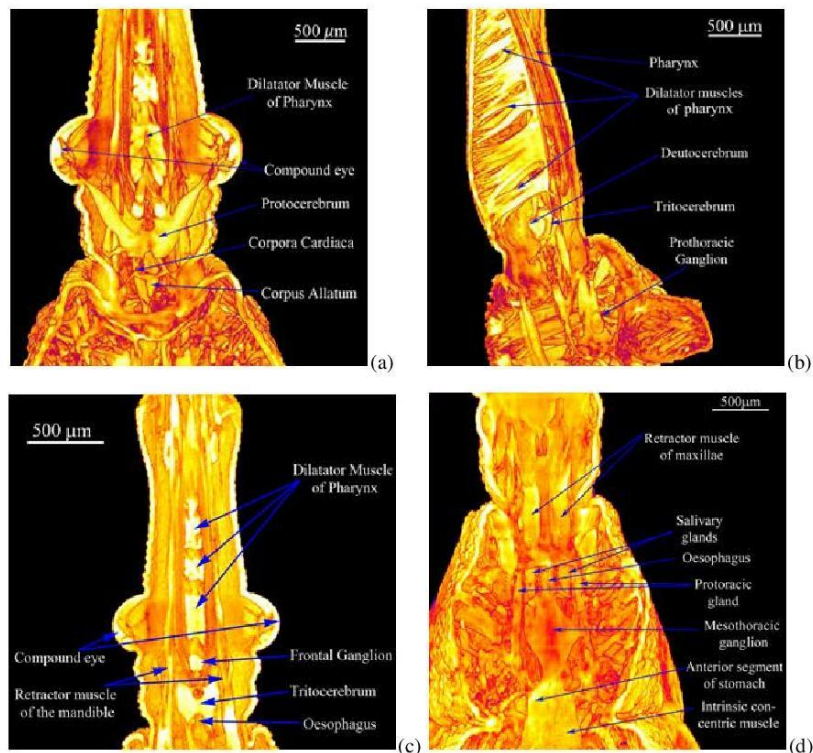 500 µm
Dilatator Muscle
of Pharynx
Compound eye
Protocerebrum
Corpora Cardiaca
Corpus Allatum
(a)
500 µm
Pharynx
Dilatator muscles
of pharynx
Deutocerebrum
Tritocerebrum
Prothoracic
Ganglion
(b)
500 µm
Dilatator Muscle
of Pharynx
Compound eye
Retractor muscle
of the mandible
Frontal Ganglion
Tritocerebrum
Oesophagus
(c)
500µm
Retractor muscle
of maxillae
Salivary
glands
Oesophagus
Protoracic
gland
Mesothoracic
ganglion
Anterior segment
of stomach
Intrinsic con-
centric muscle
(d)